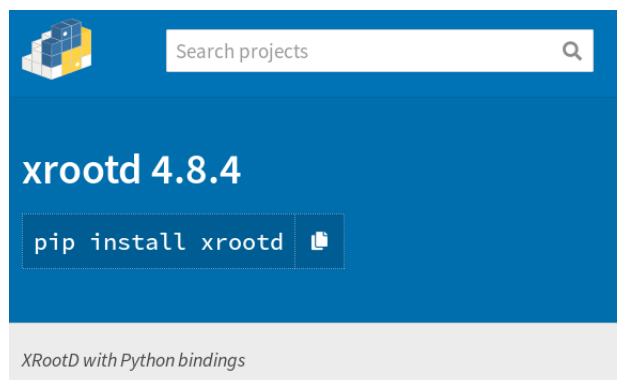 Search projects
xrootd 4.8.4
pip install xrootd
XRootD with Python bindings